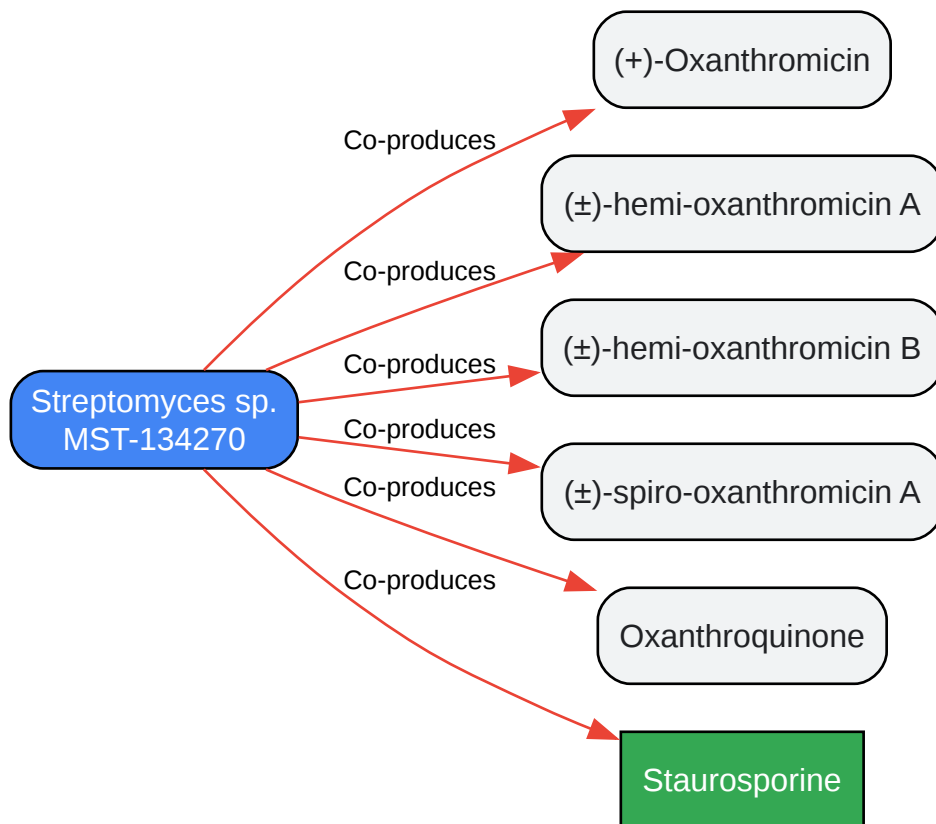 (+)-Oxanthromicin
Co-produces
(±)-hemi-oxanthromicin A
Co-produces
(±)-hemi-oxanthromicin B
Co-produces
Streptomyces sp.
MST-134270
Co-produces
(±)-spiro-oxanthromicin A
Co-produces
Co-produces
Oxanthroquinone
Staurosporine